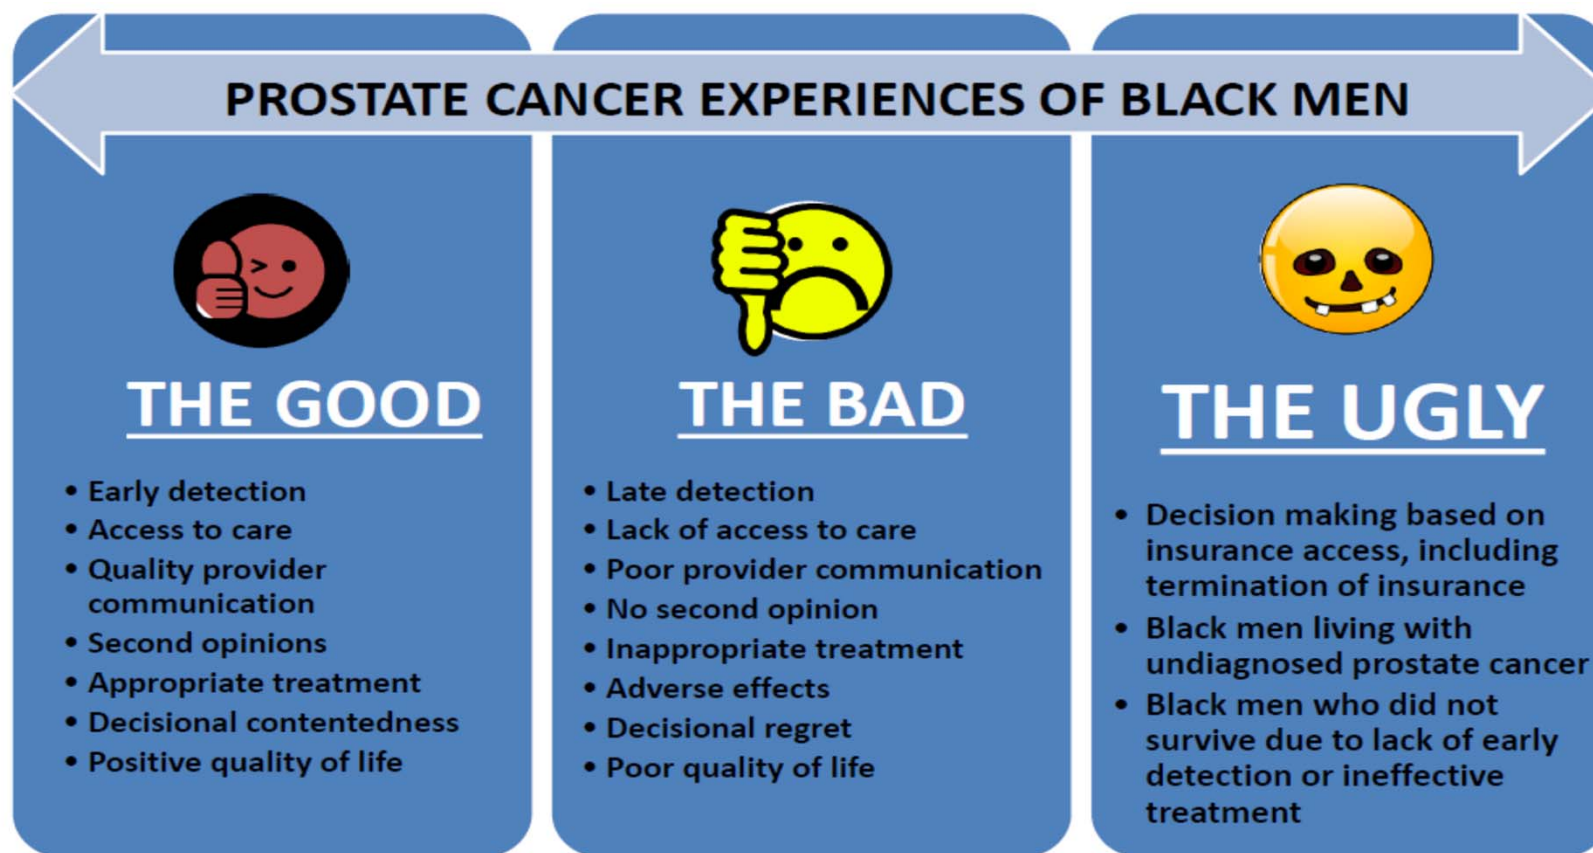 PROSTATE CANCER EXPERIENCES OF BLACK MEN
THE GOOD
• Early detection
• Access to care
• Quality provider
communication
• Second opinions
• Appropriate treatment
• Decisional contentedness
• Positive quality of life
THE BAD
• Late detection
• Lack of access to care
• Poor provider communication
• No second opinion
• Inappropriate treatment
• Adverse effects
• Decisional regret
• Poor quality of life
THE UGLY
• Decision making based on
insurance access, including
termination of insurance
• Black men living with
undiagnosed prostate cancer
• Black men who did not
survive due to lack of early
detection or ineffective
treatment